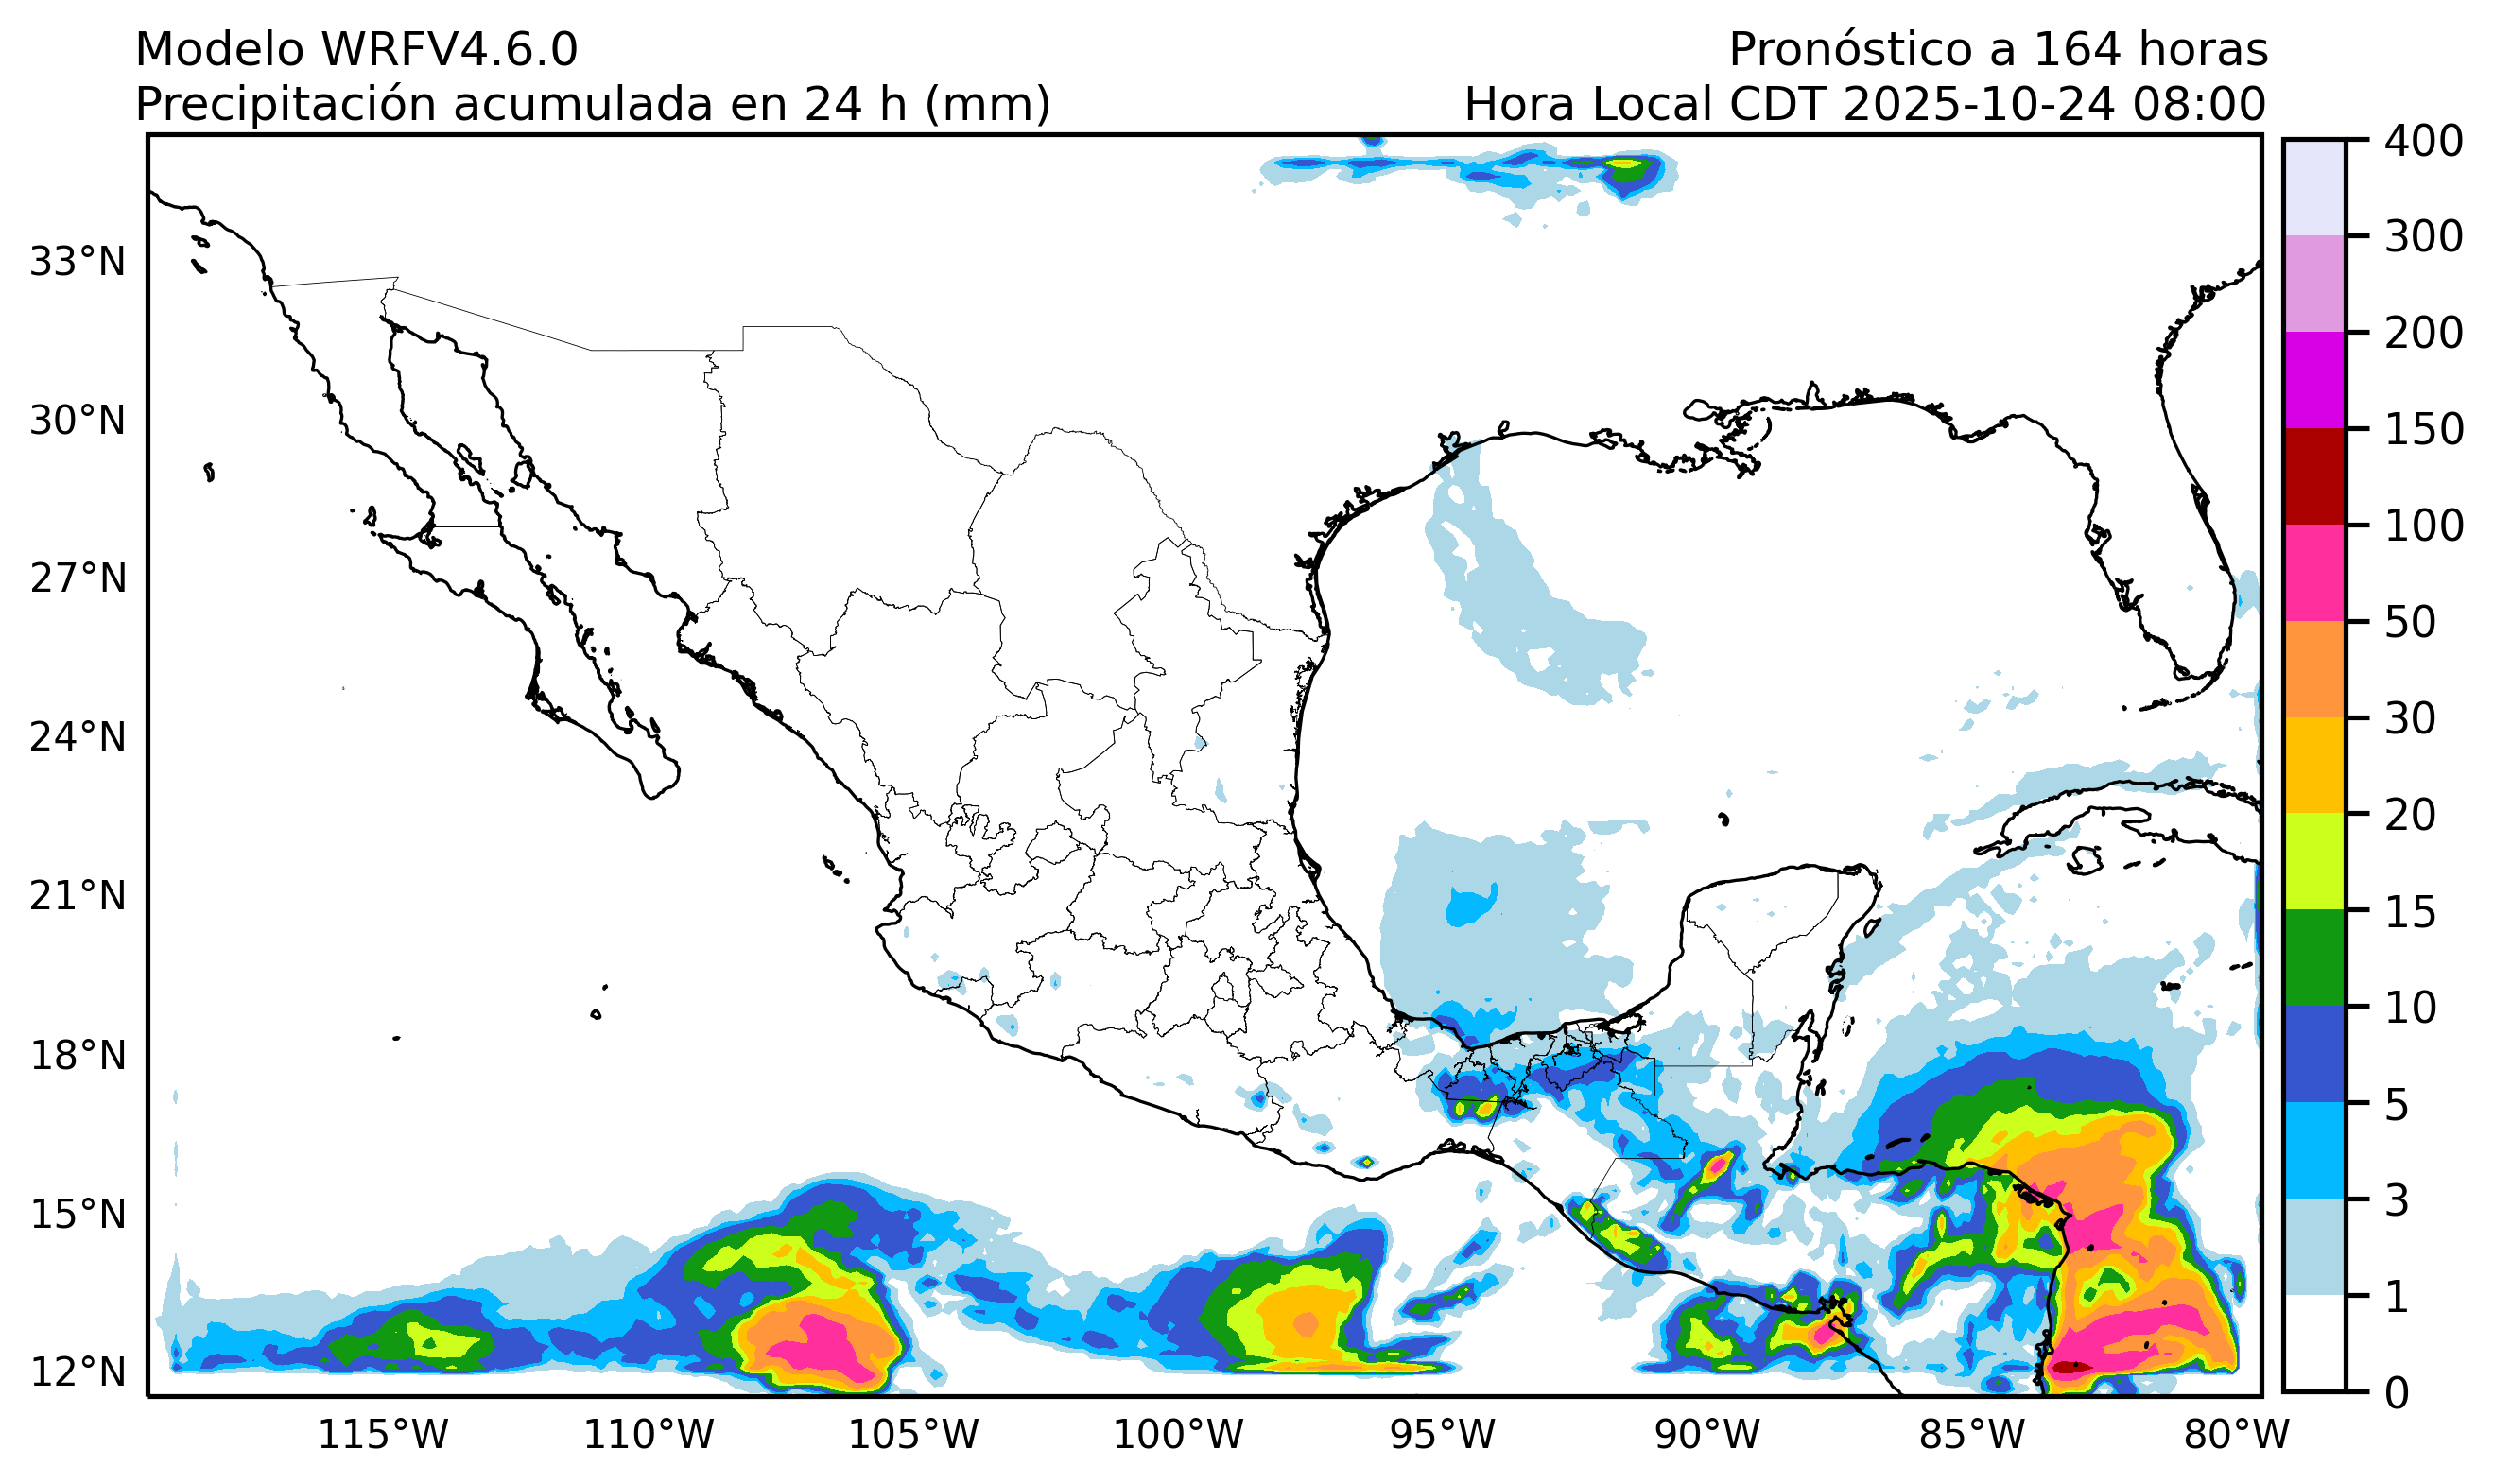 Modelo WRFV4.6.0
Pronóstico a 164 horas
Precipitación acumulada en 24 h (mm)
Hora Local CDT 2025-10-24 08:00
33°N
30°N
27°N
24°N
21°N
18°N
15°N
12°N
115°W
110°W
105°W
100°W
95°W
90°W
85°W
80°W
400
300
200
150
100
50
30
20
15
10
5
3
1
0